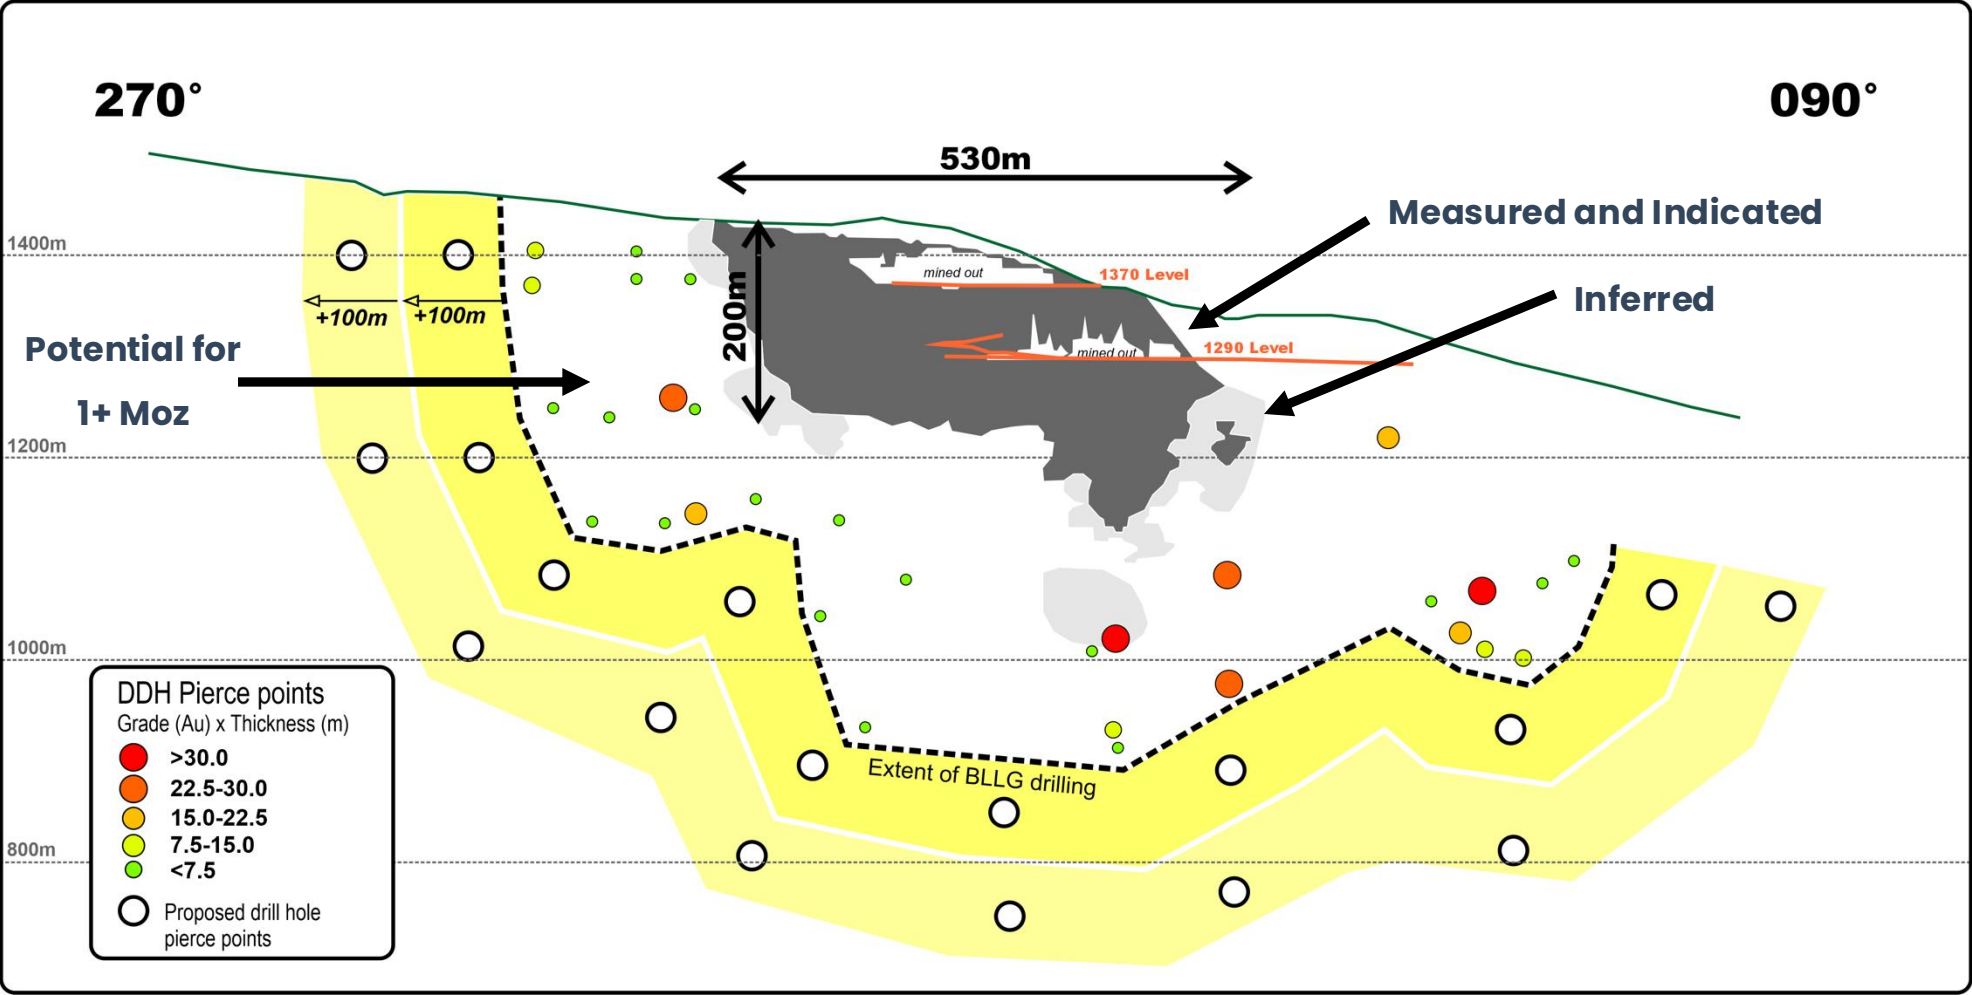 270°
090°
530m
Measured and Indicated
1400m
mined out
1370 Level
200m
Inferred
+100m
+100m
Potential for
1+ Moz
mined out
1290 Level
1200m
1000m
Extent of BLLG drilling
800m
DDH Pierce points
Grade (Au) x Thickness (m)
>30.0
22.5-30.0
15.0-22.5
7.5-15.0
<7.5
Proposed drill hole
pierce points